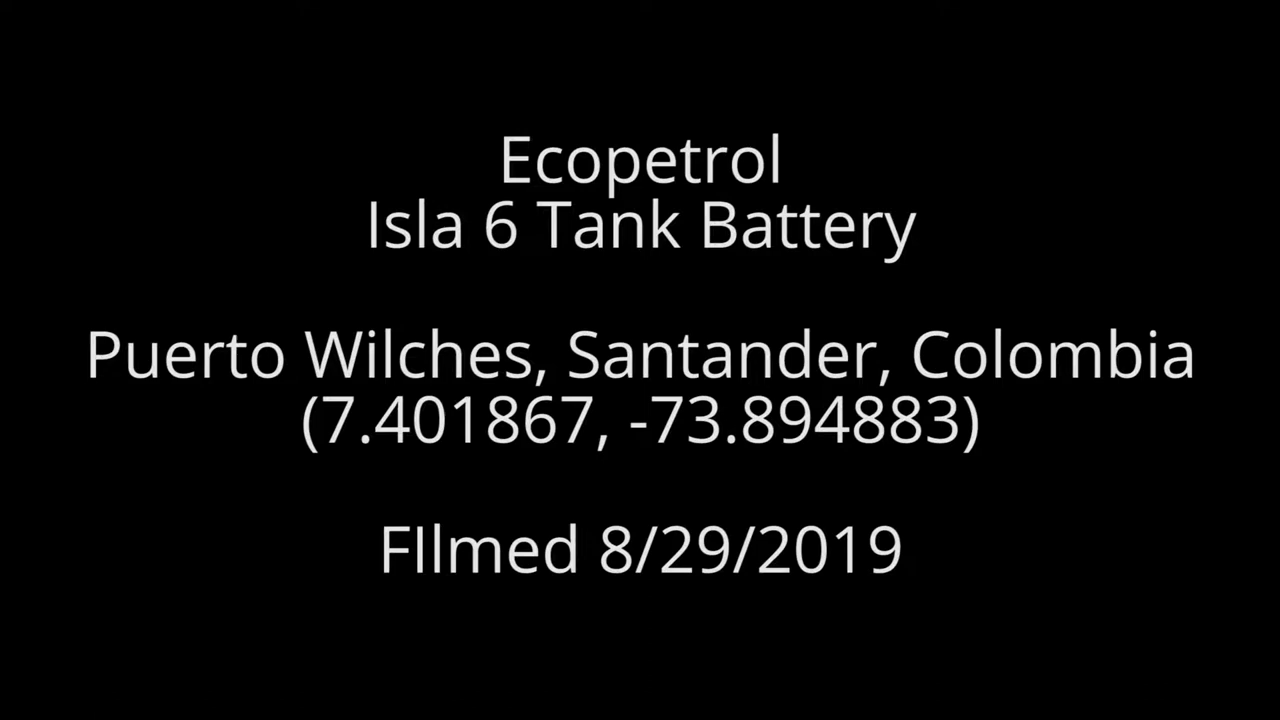 Ecopetrol
Isla 6 Tank Battery
Puerto Wilches, Santander, Colombia
(7.401867, -73.894883)
FIlmed 8/29/2019